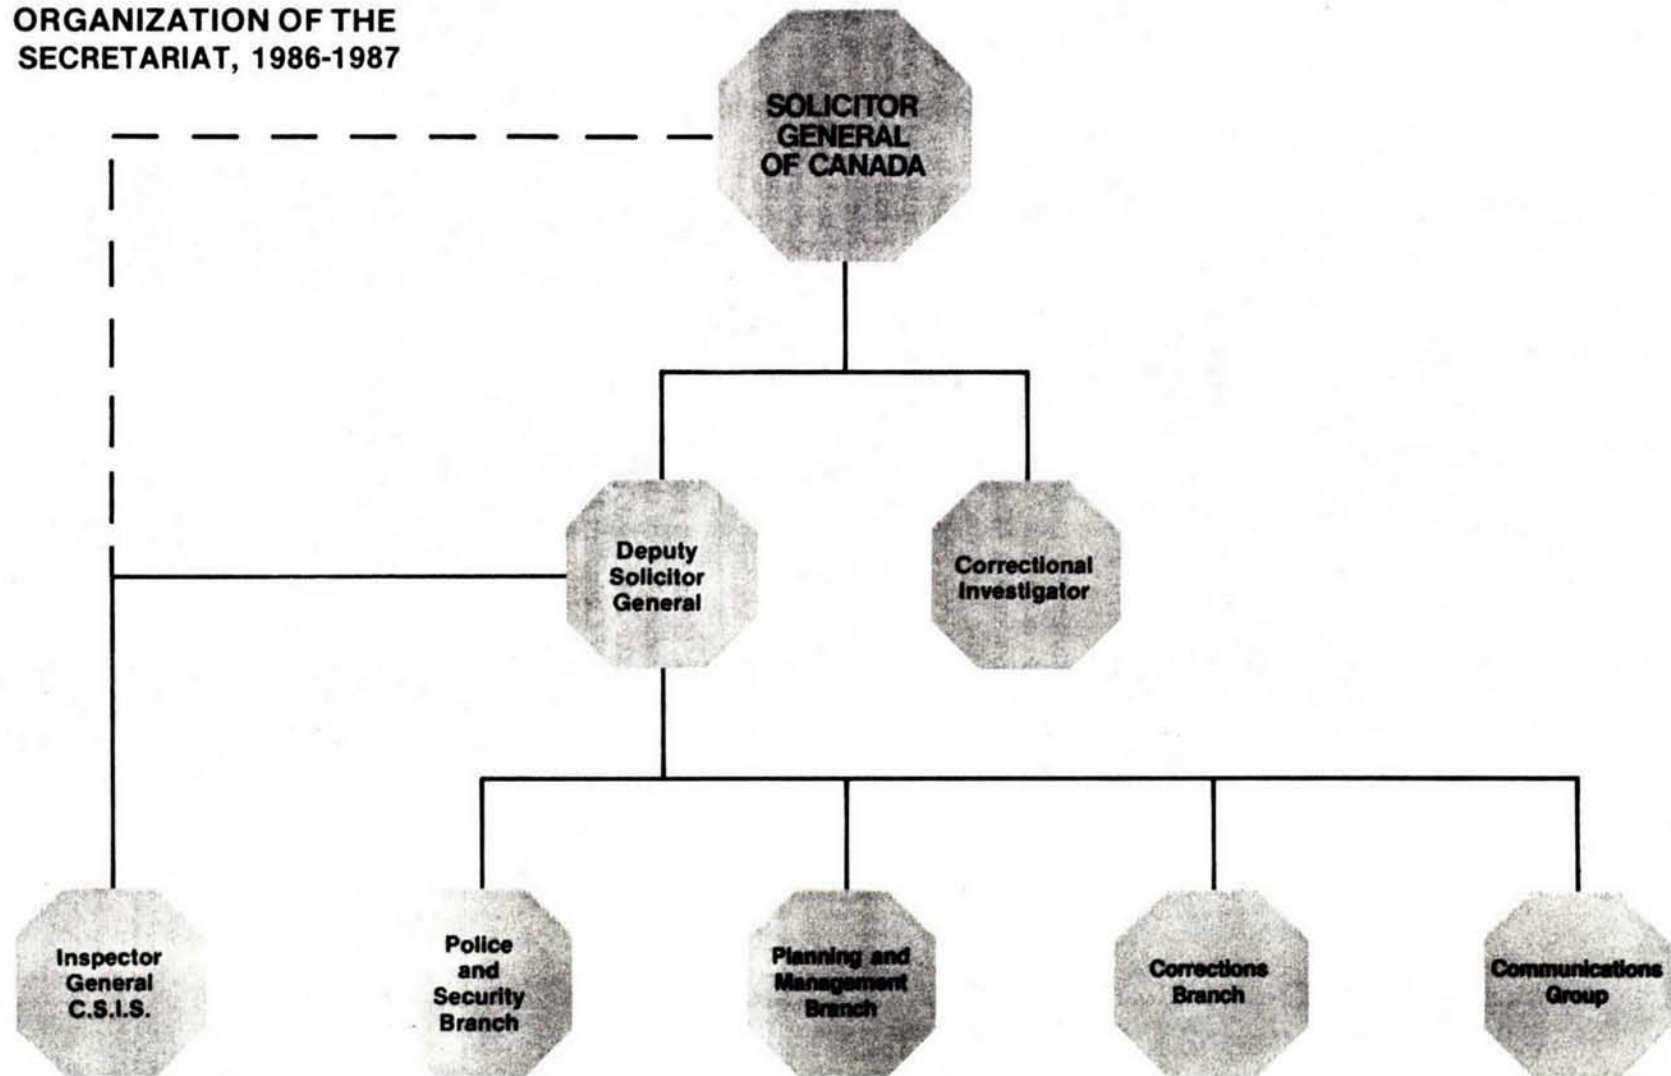 ORGANIZATION OF THE
SECRETARIAT, 1986-1987
SOLICITOR
GENERAL
OF CANADA
Deputy
Solicitor
General
Correctional
Investigator
Inspector
General
C.S.I.S.
Police
and
Security
Branch
Planning and
Management
Branch
Corrections
Branch
Communications
Group